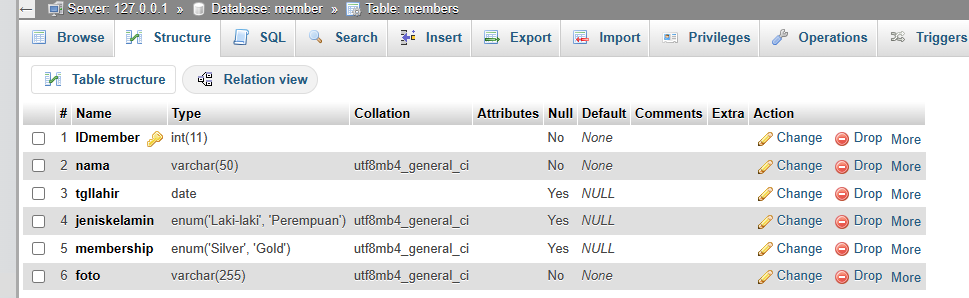 ← Server: 127.0.0.1 » Database: member » Table: members
Browse Structure SQL Search Insert Export Import Privileges Operations Triggers
Table structure Relation view
# Name Type Collation Attributes Null Default Comments Extra Action
1 IDmember int(11) No None Change Drop More
2 nama varchar(50) utf8mb4_general_ci No None Change Drop More
3 tgllahir date Yes NULL Change Drop More
4 jeniskelamin enum('Laki-laki', 'Perempuan') utf8mb4_general_ci Yes NULL Change Drop More
5 membership enum('Silver', 'Gold') utf8mb4_general_ci Yes NULL Change Drop More
6 foto varchar(255) utf8mb4_general_ci No None Change Drop More